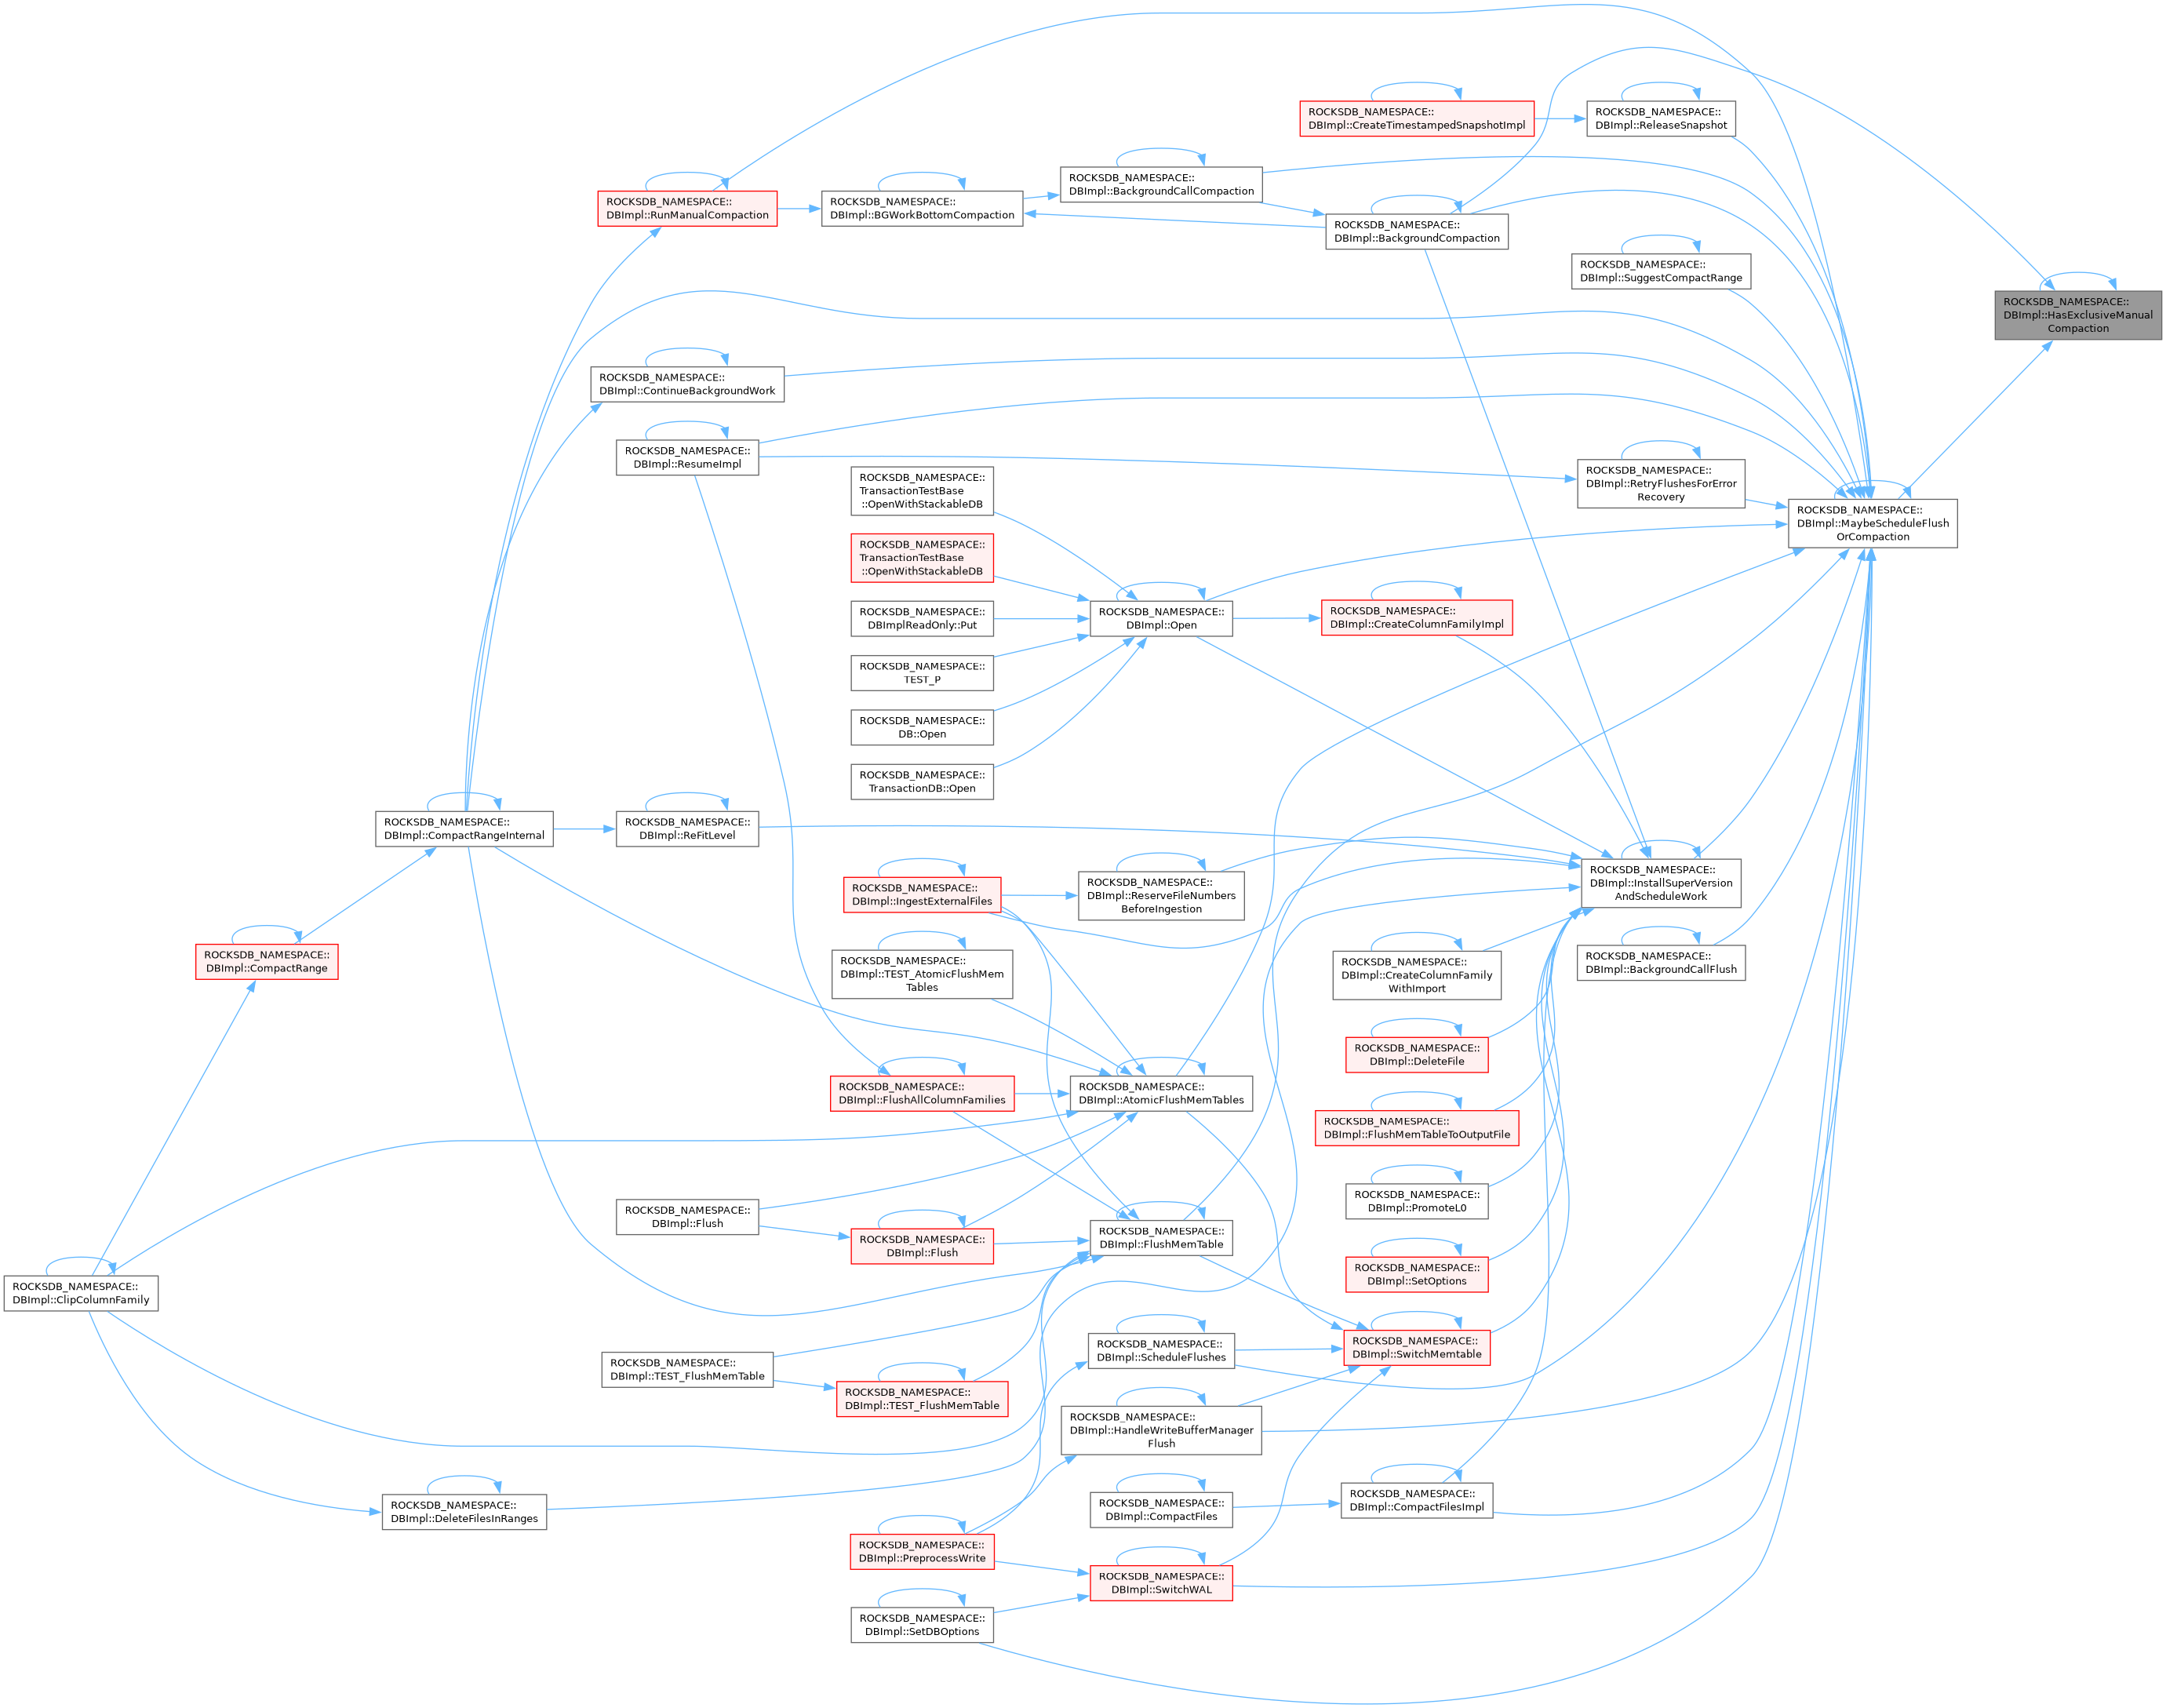 ROCKSDB_NAMESPACE::
DBImpl::CreateTimestampedSnapshotImpl
ROCKSDB_NAMESPACE::
DBImpl::ReleaseSnapshot
ROCKSDB_NAMESPACE::
DBImpl::RunManualCompaction
ROCKSDB_NAMESPACE::
DBImpl::BGWorkBottomCompaction
ROCKSDB_NAMESPACE::
DBImpl::BackgroundCallCompaction
ROCKSDB_NAMESPACE::
DBImpl::BackgroundCompaction
ROCKSDB_NAMESPACE::
DBImpl::SuggestCompactRange
ROCKSDB_NAMESPACE::
DBImpl::HasExclusiveManual
Compaction
ROCKSDB_NAMESPACE::
DBImpl::ContinueBackgroundWork
ROCKSDB_NAMESPACE::
DBImpl::ResumeImpl
ROCKSDB_NAMESPACE::
TransactionTestBase
::OpenWithStackableDB
ROCKSDB_NAMESPACE::
DBImpl::RetryFlushesForError
Recovery
ROCKSDB_NAMESPACE::
DBImpl::MaybeScheduleFlush
OrCompaction
ROCKSDB_NAMESPACE::
TransactionTestBase
::OpenWithStackableDB
ROCKSDB_NAMESPACE::
DBImplReadOnly::Put
ROCKSDB_NAMESPACE::
DBImpl::Open
ROCKSDB_NAMESPACE::
DBImpl::CreateColumnFamilyImpl
ROCKSDB_NAMESPACE::
TEST_P
ROCKSDB_NAMESPACE::
DB::Open
ROCKSDB_NAMESPACE::
TransactionDB::Open
ROCKSDB_NAMESPACE::
DBImpl::CompactRangeInternal
ROCKSDB_NAMESPACE::
DBImpl::ReFitLevel
ROCKSDB_NAMESPACE::
DBImpl::IngestExternalFiles
ROCKSDB_NAMESPACE::
DBImpl::ReserveFileNumbers
BeforeIngestion
ROCKSDB_NAMESPACE::
DBImpl::InstallSuperVersion
AndScheduleWork
ROCKSDB_NAMESPACE::
DBImpl::CompactRange
ROCKSDB_NAMESPACE::
DBImpl::TEST_AtomicFlushMem
Tables
ROCKSDB_NAMESPACE::
DBImpl::CreateColumnFamily
WithImport
ROCKSDB_NAMESPACE::
DBImpl::BackgroundCallFlush
ROCKSDB_NAMESPACE::
DBImpl::DeleteFile
ROCKSDB_NAMESPACE::
DBImpl::FlushAllColumnFamilies
ROCKSDB_NAMESPACE::
DBImpl::AtomicFlushMemTables
ROCKSDB_NAMESPACE::
DBImpl::FlushMemTableToOutputFile
ROCKSDB_NAMESPACE::
DBImpl::PromoteL0
ROCKSDB_NAMESPACE::
DBImpl::Flush
ROCKSDB_NAMESPACE::
DBImpl::Flush
ROCKSDB_NAMESPACE::
DBImpl::FlushMemTable
ROCKSDB_NAMESPACE::
DBImpl::SetOptions
ROCKSDB_NAMESPACE::
DBImpl::ClipColumnFamily
ROCKSDB_NAMESPACE::
DBImpl::TEST_FlushMemTable
ROCKSDB_NAMESPACE::
DBImpl::TEST_FlushMemTable
ROCKSDB_NAMESPACE::
DBImpl::ScheduleFlushes
ROCKSDB_NAMESPACE::
DBImpl::SwitchMemtable
ROCKSDB_NAMESPACE::
DBImpl::HandleWriteBufferManager
Flush
ROCKSDB_NAMESPACE::
DBImpl::DeleteFilesInRanges
ROCKSDB_NAMESPACE::
DBImpl::CompactFiles
ROCKSDB_NAMESPACE::
DBImpl::CompactFilesImpl
ROCKSDB_NAMESPACE::
DBImpl::PreprocessWrite
ROCKSDB_NAMESPACE::
DBImpl::SwitchWAL
ROCKSDB_NAMESPACE::
DBImpl::SetDBOptions